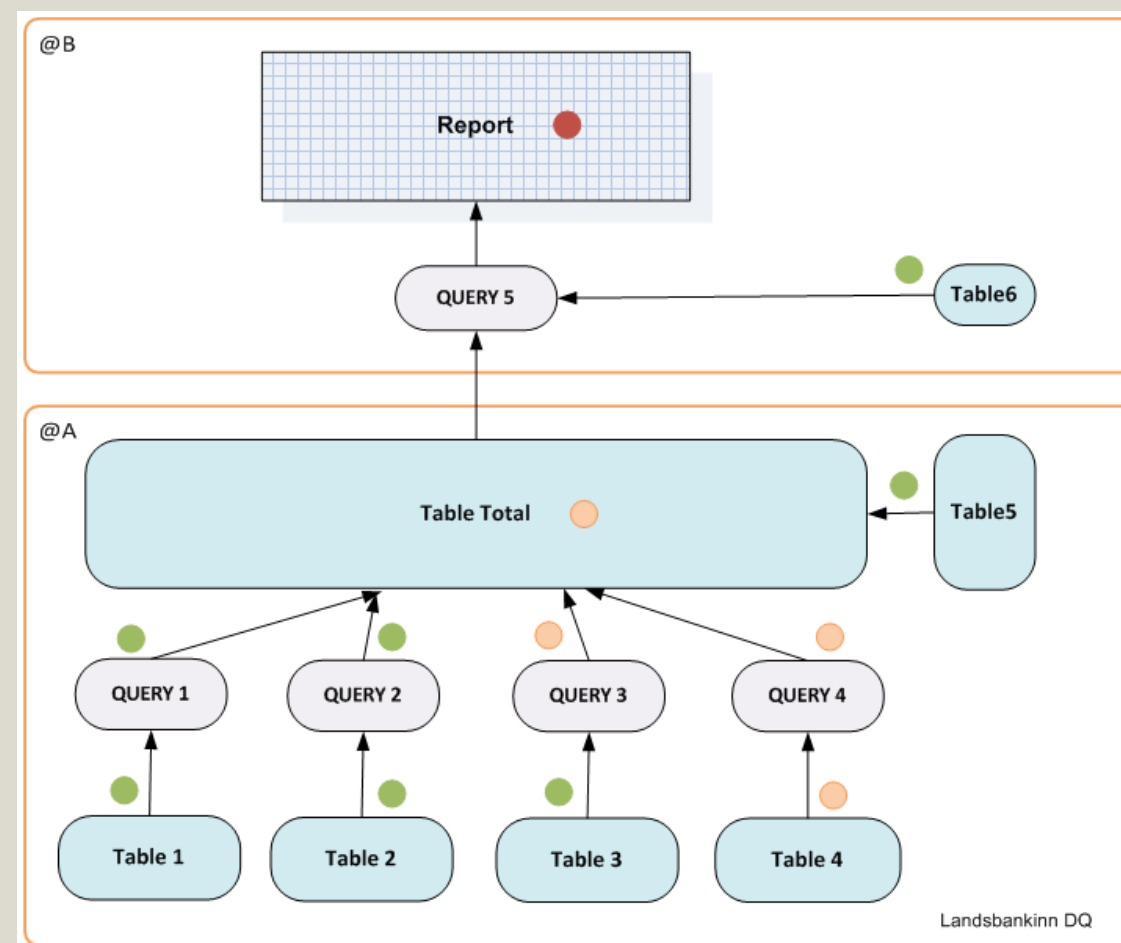 @B
Report
QUERY 5
Table6
@A
Table Total
Table5
QUERY 1
QUERY 2
QUERY 3
QUERY 4
Table 1
Table 2
Table 3
Table 4
Landsbankinn DQ